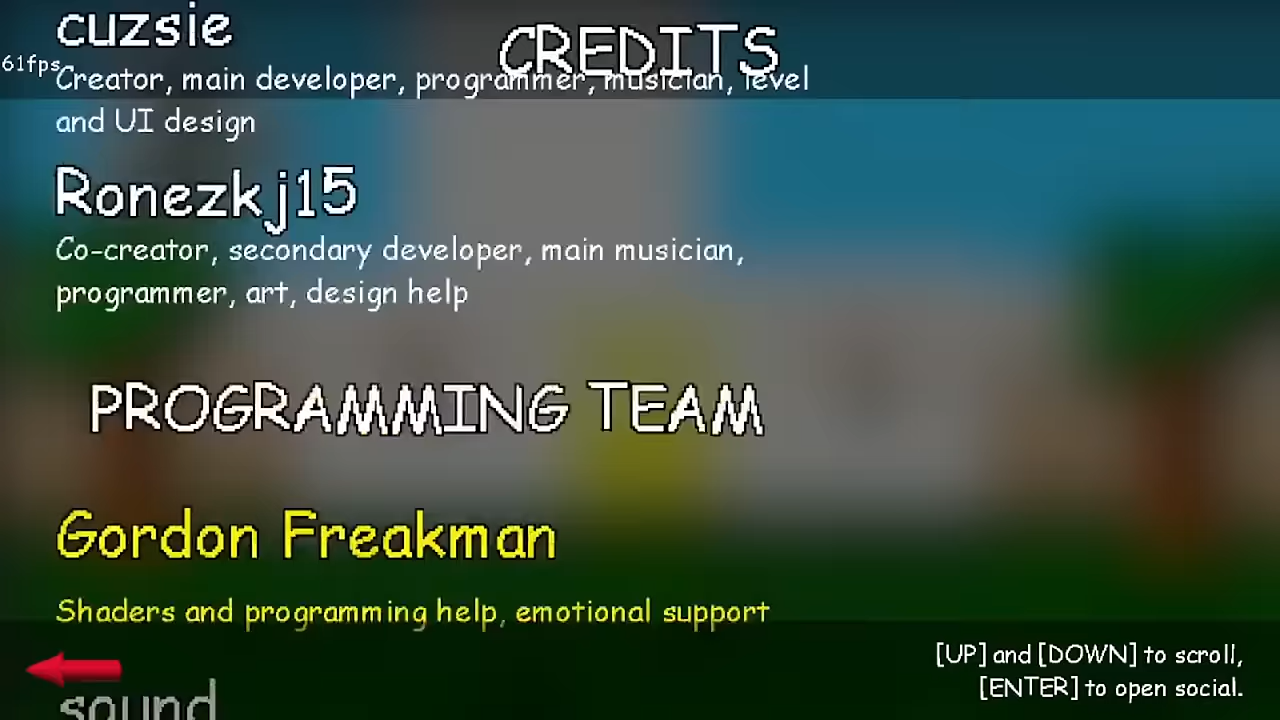 cuzsie
CREDITS
61fps
Creator, main developer, programmer, musician, level
and UI design
Ronezkj15
Co-creator, secondary developer, main musician,
programmer, art, design help
PROGRAMMING TEAM
Gordon Freakman
Shaders and programming help, emotional support
[UP] and [DOWN] to scroll,
[ENTER] to open social.
sound